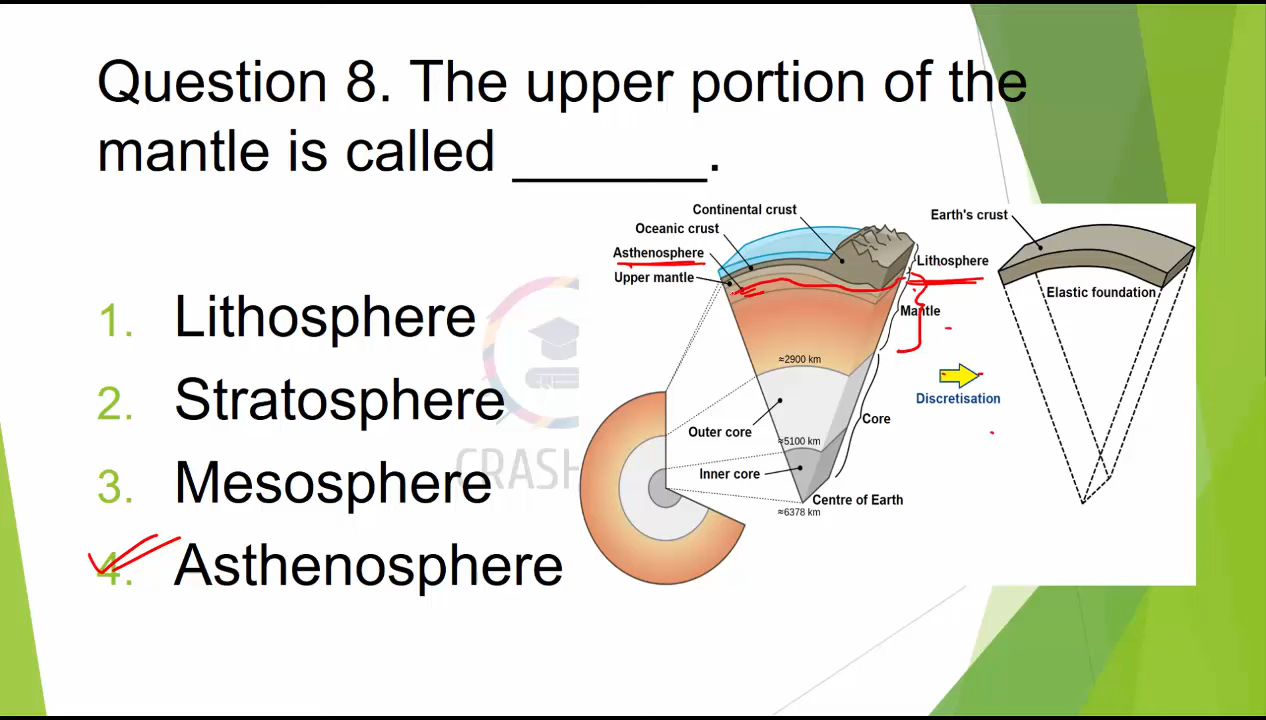 Question 8. The upper portion of the
mantle is called ______.
1. Lithosphere
2. Stratosphere
3. Mesosphere
4. Asthenosphere
CRASH
Continental crust
Oceanic crust
Asthenosphere
Upper mantle
Lithosphere
Mantle
≈2900 km
Outer core
≈5100 km
Core
Inner core
Centre of Earth
≈6378 km
Discretisation
Earth's crust
Elastic foundation